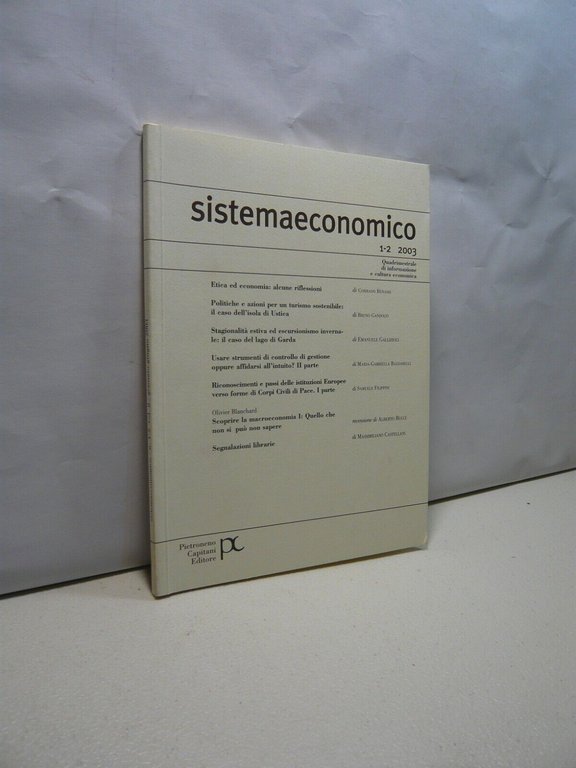 sistemaeconomico
1-2 2003
Quadrimestrale
di informazione
e cultura economica
Etica ed economia: alcune riflessioni
Politiche e azioni per un turismo sostenibile:
il caso dell'isola di Ustica di BRUNO GANDOLFI
Stagionalità estiva ed escursionismo inverna-
le: il caso del lago di Garda di EMANUELE
Usare strumenti di controllo di gestione
oppure affidarsi all'intuito? II parte di MARIA GABRIELLA
Riconoscimenti e passi delle istituzioni Europee
verso forme di Corpi Civili di Pace. I parte di SAMUELE FILIPPINI
Olivier Blanchard
Scoprire la macroeconomia I: Quello che
non si può non sapere recensione di ALBERTO BUCCI
Segnalazioni librarie di MASSIMILIANO CASTELLANI
Pietroneno
Capitani
Editore
pc